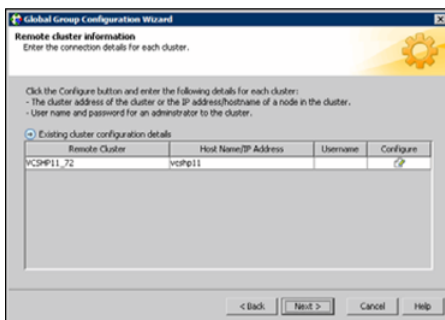 Global Group Configuration Wizard
Remote cluster information
Enter the connection details for each cluster.
Click the Configure button and enter the following details for each cluster:
- The cluster address of the cluster or the IP address/hostname of a node in the cluster.
- User name and password for an adminstrator to the cluster.
Existing cluster configuration details
Remote Cluster Host Name/IP Address Username Configure
VCSHP11_72 vcshp11
< Back Next > Cancel Help